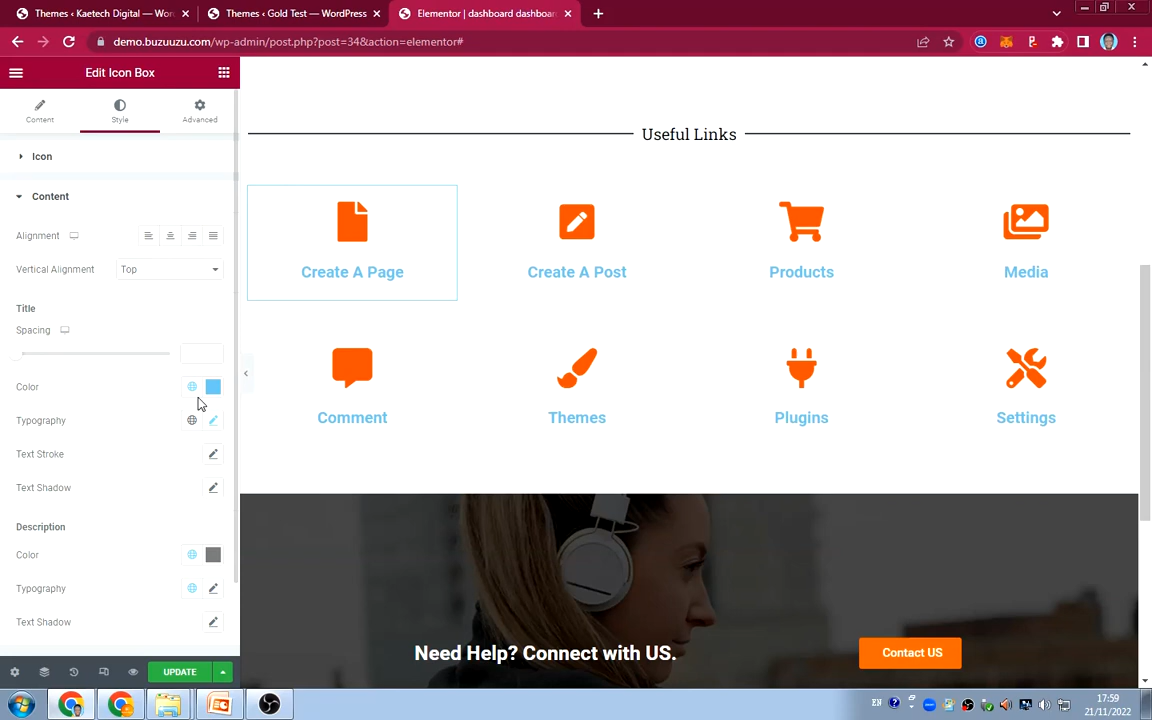 Themes ‹ Kaetech Digital — Wor
Themes ‹ Gold Test — WordPress
Elementor | dashboard dashboar
demo.buzuuzu.com/wp-admin/post.php?post=34&action=elementor#
Edit Icon Box
Content
Style
Advanced
Icon
Content
Alignment
Vertical Alignment
Top
Title
Spacing
Color
Typography
Text Stroke
Text Shadow
Description
Color
Typography
Text Shadow
UPDATE
Useful Links
Create A Page
Create A Post
Products
Media
Comment
Themes
Plugins
Settings
Need Help? Connect with US.
Contact US
EN
17:59
21/11/2022